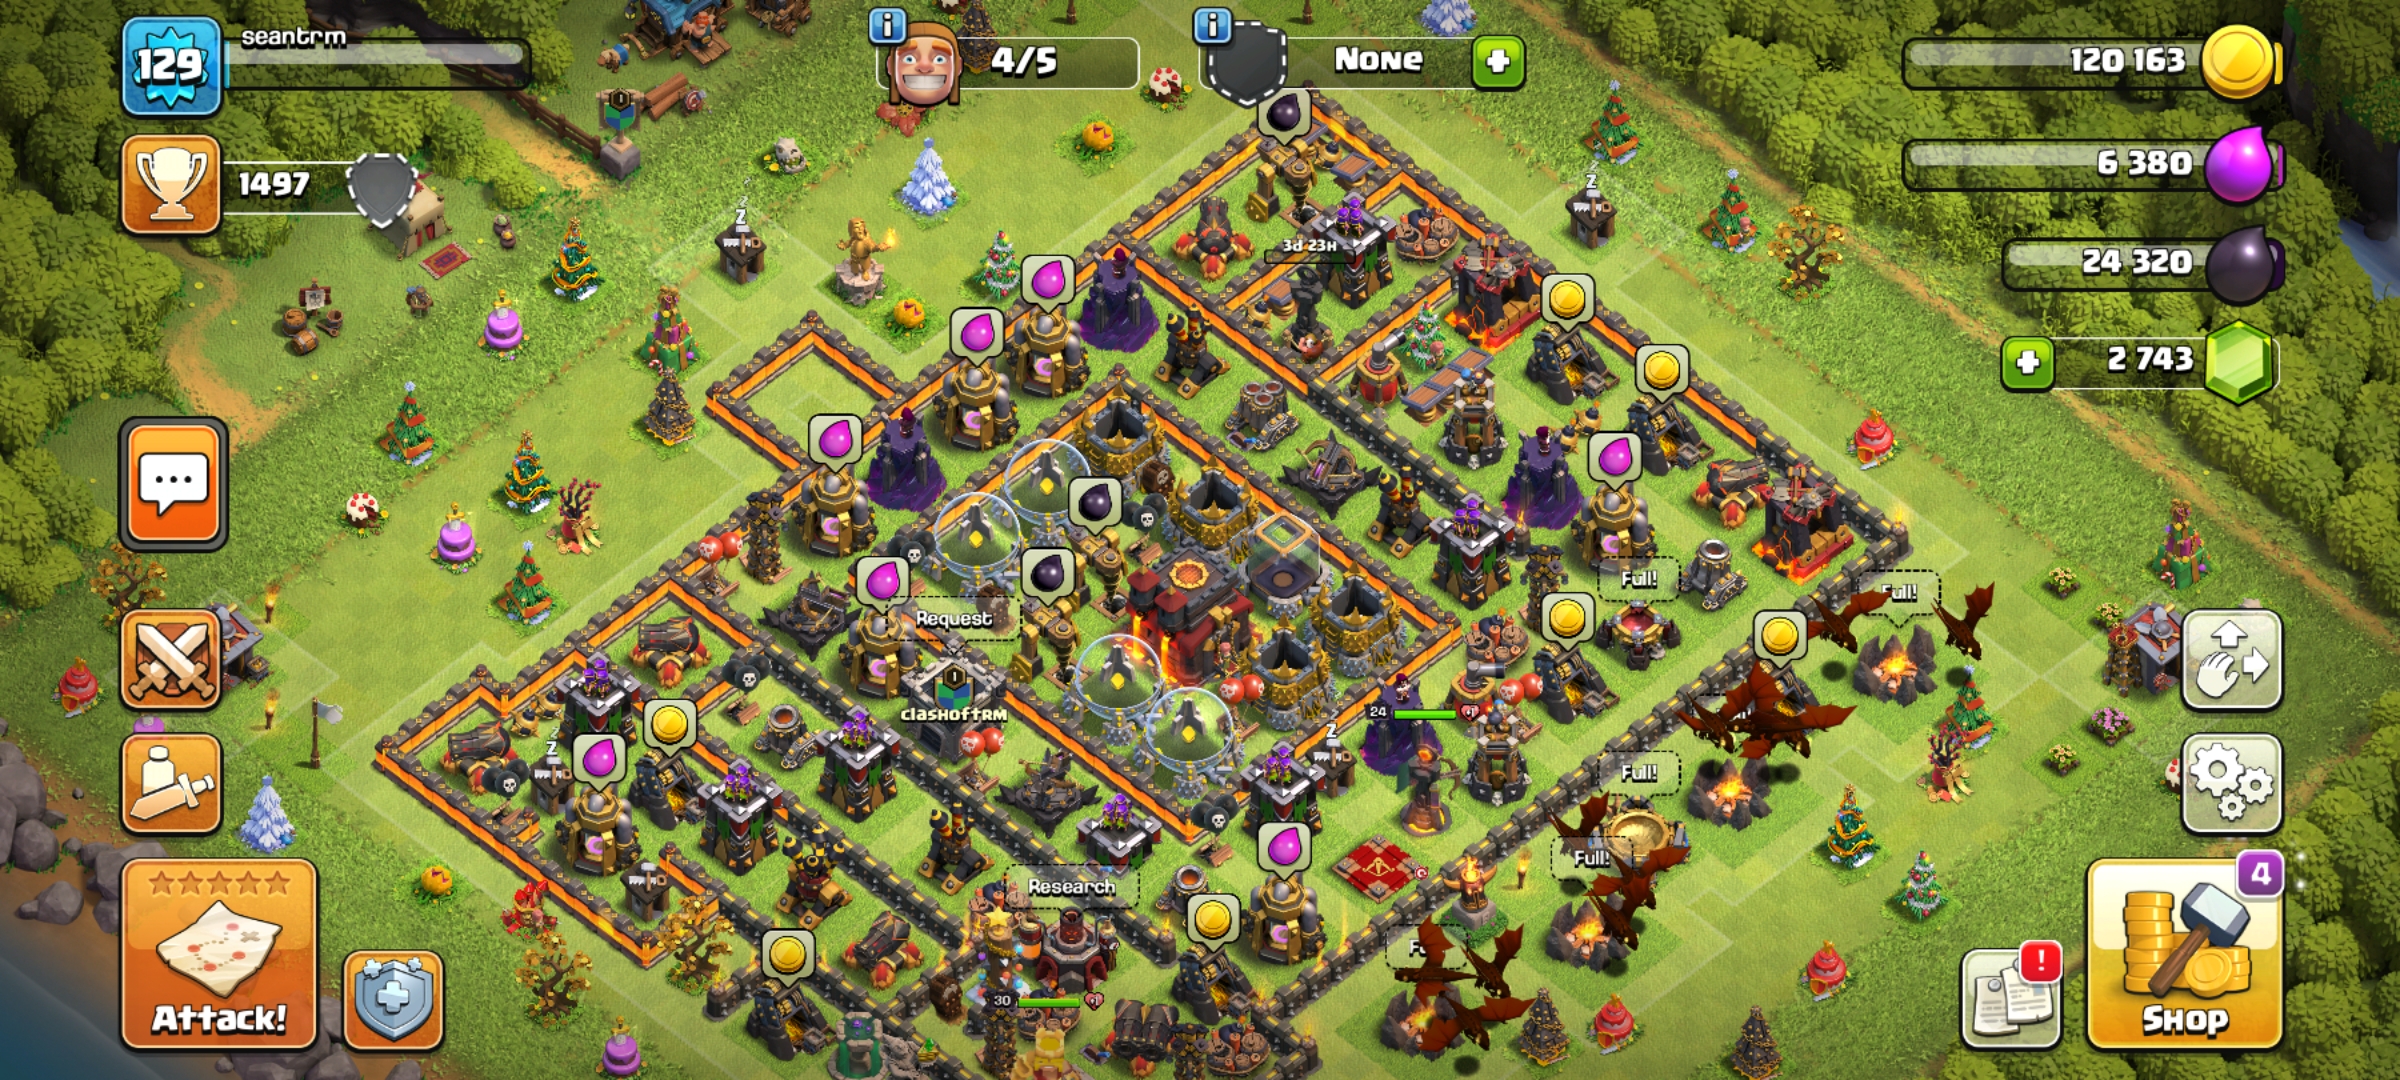 129
seantrm
4/5
None
120 163
1497
6 380
24 320
3d 23H
2 743
Full!
Full!
Request
clashoftrm
24
Full!
Full!
Research
30
4
!
Attack!
Shop